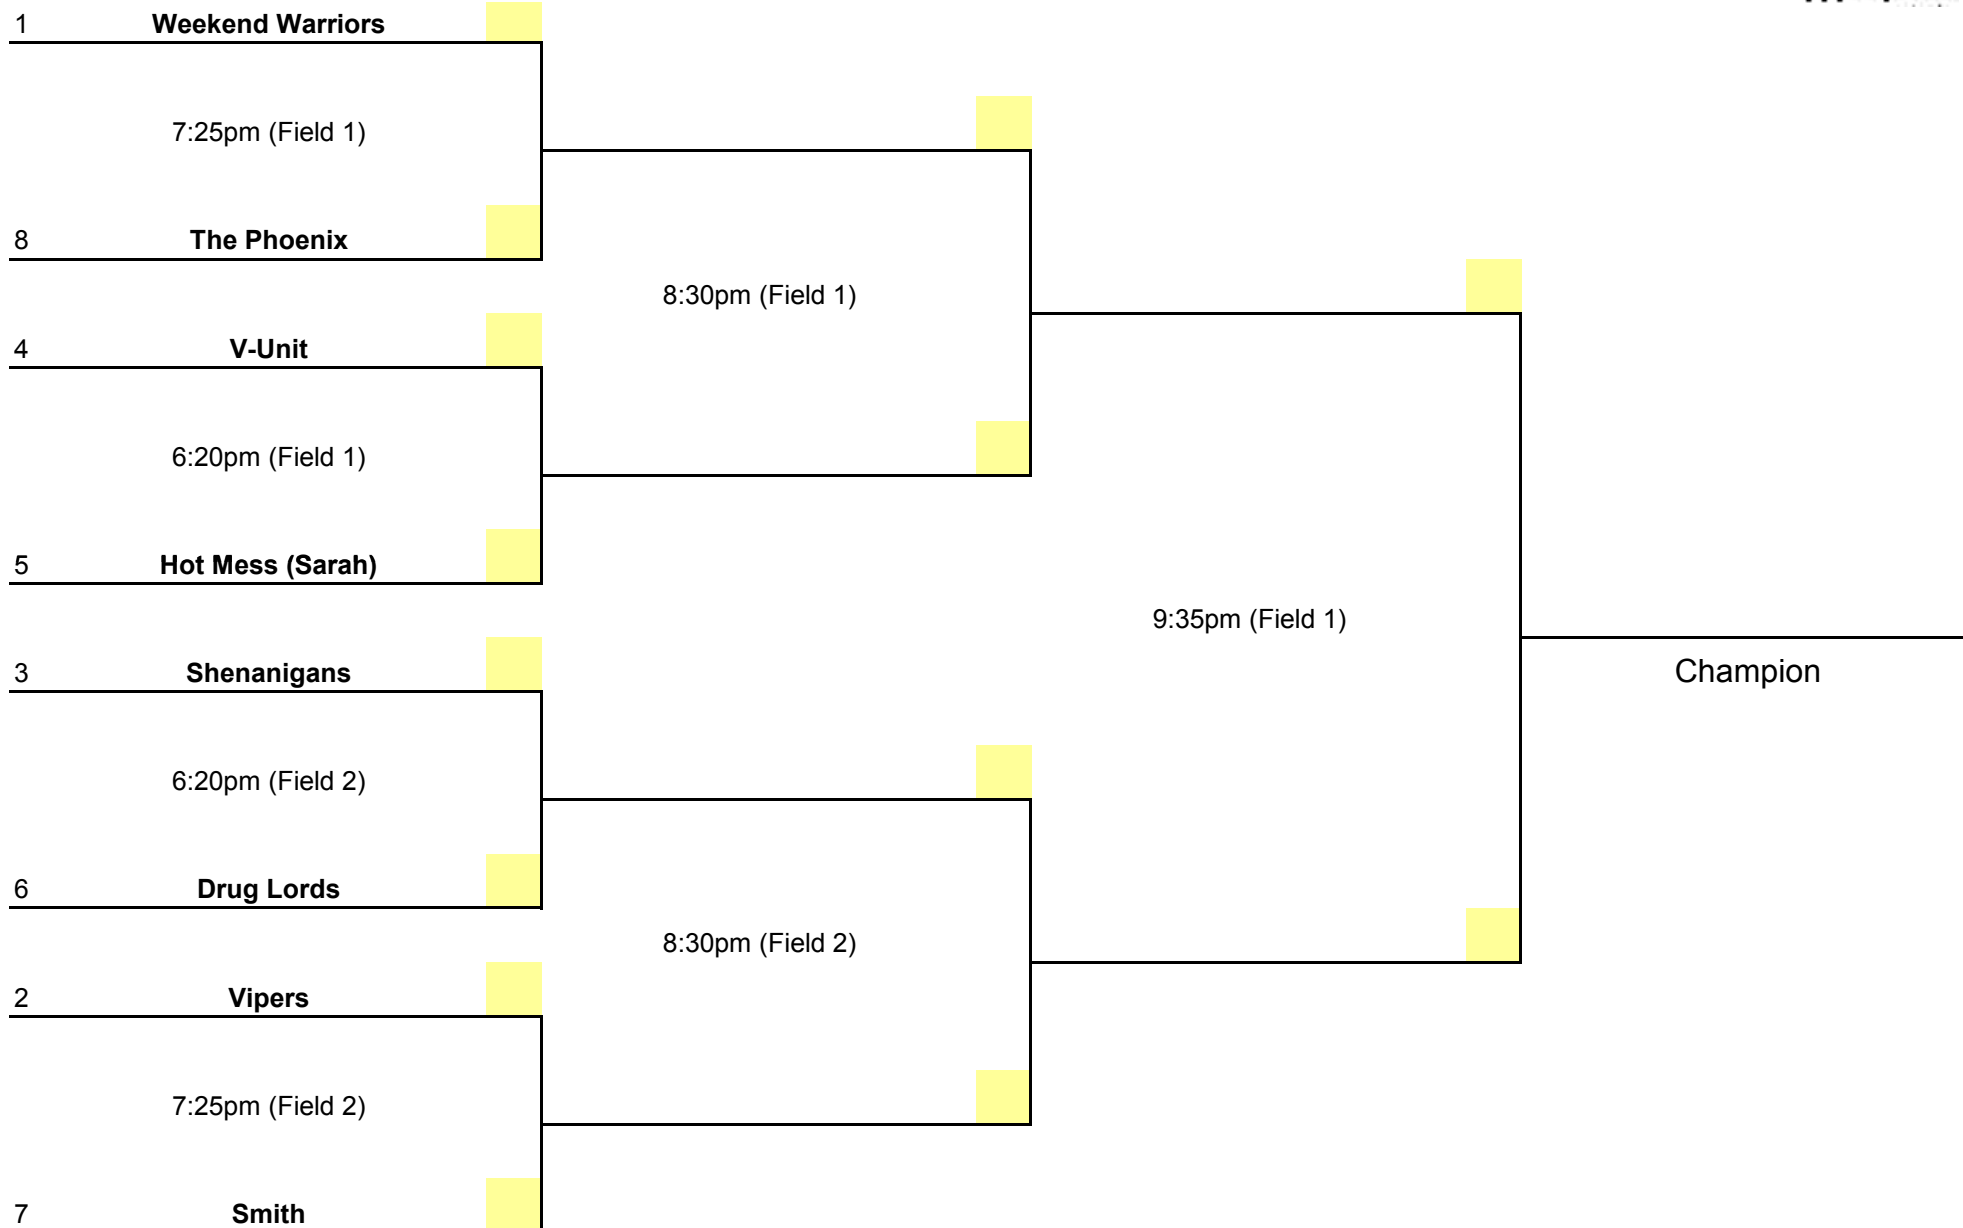 1 Weekend Warriors
7:25pm (Field 1)
8 The Phoenix
8:30pm (Field 1)
4 V-Unit
6:20pm (Field 1)
5 Hot Mess (Sarah)
9:35pm (Field 1)
3 Shenanigans
Champion
6:20pm (Field 2)
6 Drug Lords
8:30pm (Field 2)
2 Vipers
7:25pm (Field 2)
7 Smith